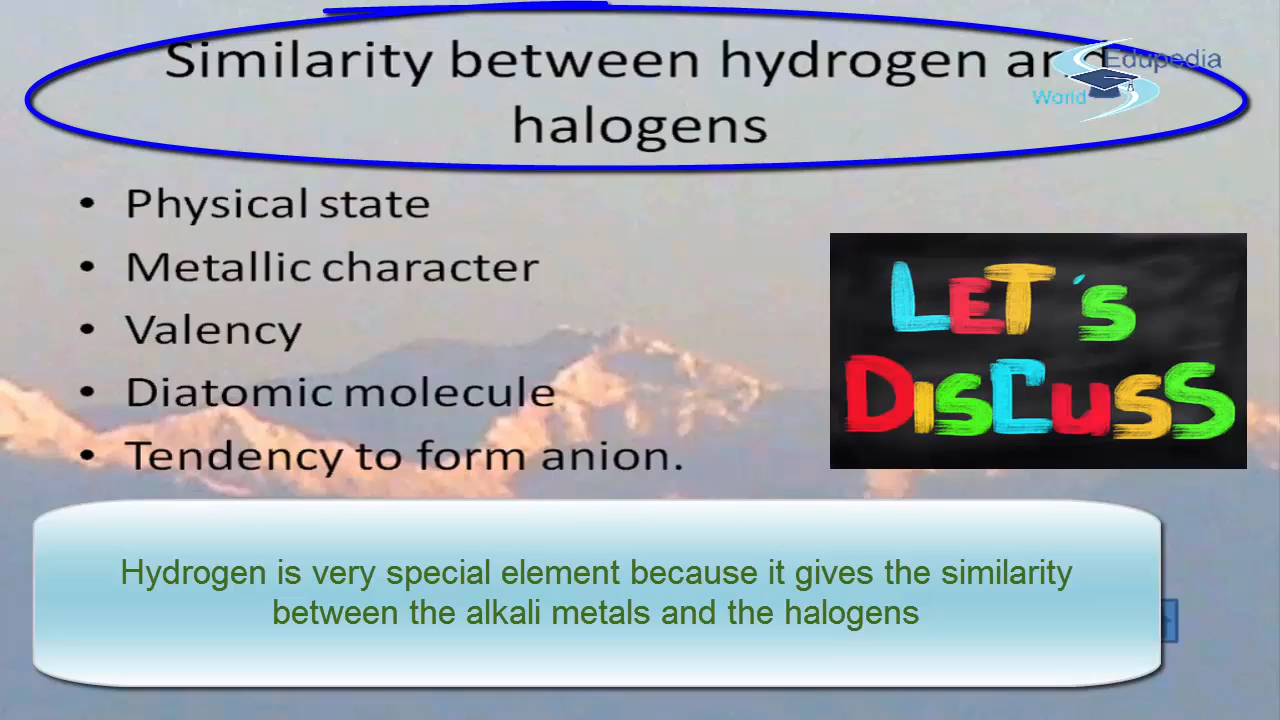 Similarity between hydrogen and
halogens
Edupedia
World
• Physical state
• Metallic character
• Valency
• Diatomic molecule
• Tendency to form anion.
LET'S
DISCUSS
Hydrogen is very special element because it gives the similarity
between the alkali metals and the halogens